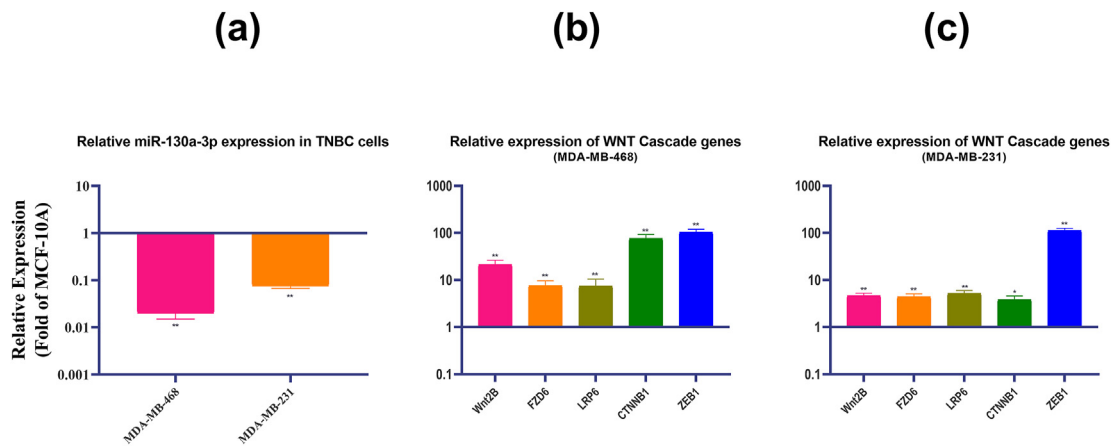 (a)
Relative miR-130a-3p expression in TNBC cells
Relative Expression
(Fold of MCF-10A)
10
1
0.1
0.01
0.001
**
**
MDA-MB-468
MDA-MB-231
(b)
Relative expression of WNT Cascade genes
(MDA-MB-468)
1000
100
10
1
0.1
**
**
**
**
**
Wnt2B
FZD6
LRP6
CTNNB1
ZEB1
(c)
Relative expression of WNT Cascade genes
(MDA-MB-231)
1000
100
10
1
0.1
**
**
**
*
**
Wnt2B
FZD6
LRP6
CTNNB1
ZEB1